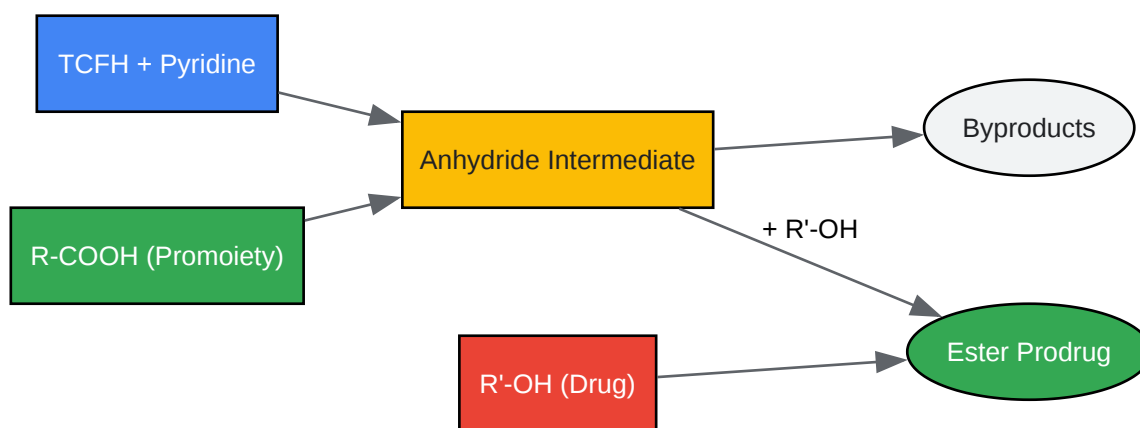 TCFH + Pyridine
Byproducts
Anhydride Intermediate
+ R'-OH
R-COOH (Promoiety)
Ester Prodrug
R'-OH (Drug)